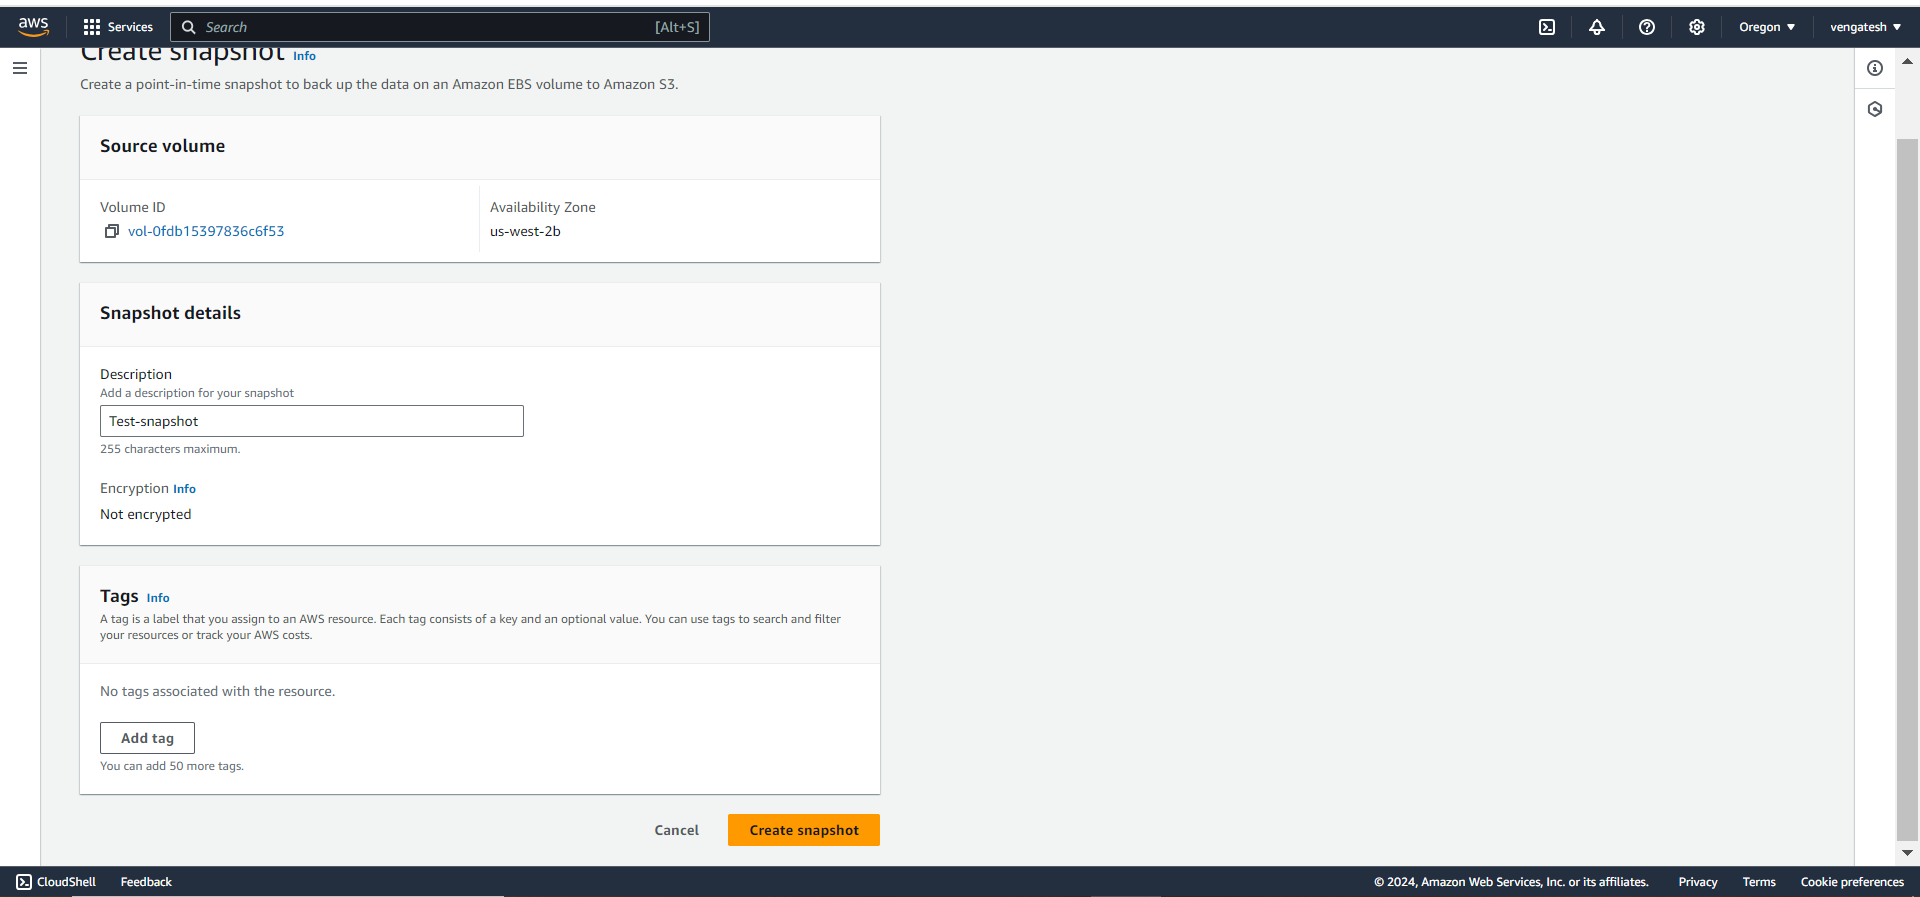 aws
Services
Search
[Alt+S]
Oregon
vengatesh
Create snapshot Info
Create a point-in-time snapshot to back up the data on an Amazon EBS volume to Amazon S3.
Source volume
Volume ID
vol-0fdb15397836c6f53
Availability Zone
us-west-2b
Snapshot details
Description
Add a description for your snapshot
Test-snapshot
255 characters maximum.
Encryption Info
Not encrypted
Tags Info
A tag is a label that you assign to an AWS resource. Each tag consists of a key and an optional value. You can use tags to search and filter
your resources or track your AWS costs.
No tags associated with the resource.
Add tag
You can add 50 more tags.
Cancel
Create snapshot
CloudShell
Feedback
© 2024, Amazon Web Services, Inc. or its affiliates.
Privacy
Terms
Cookie preferences